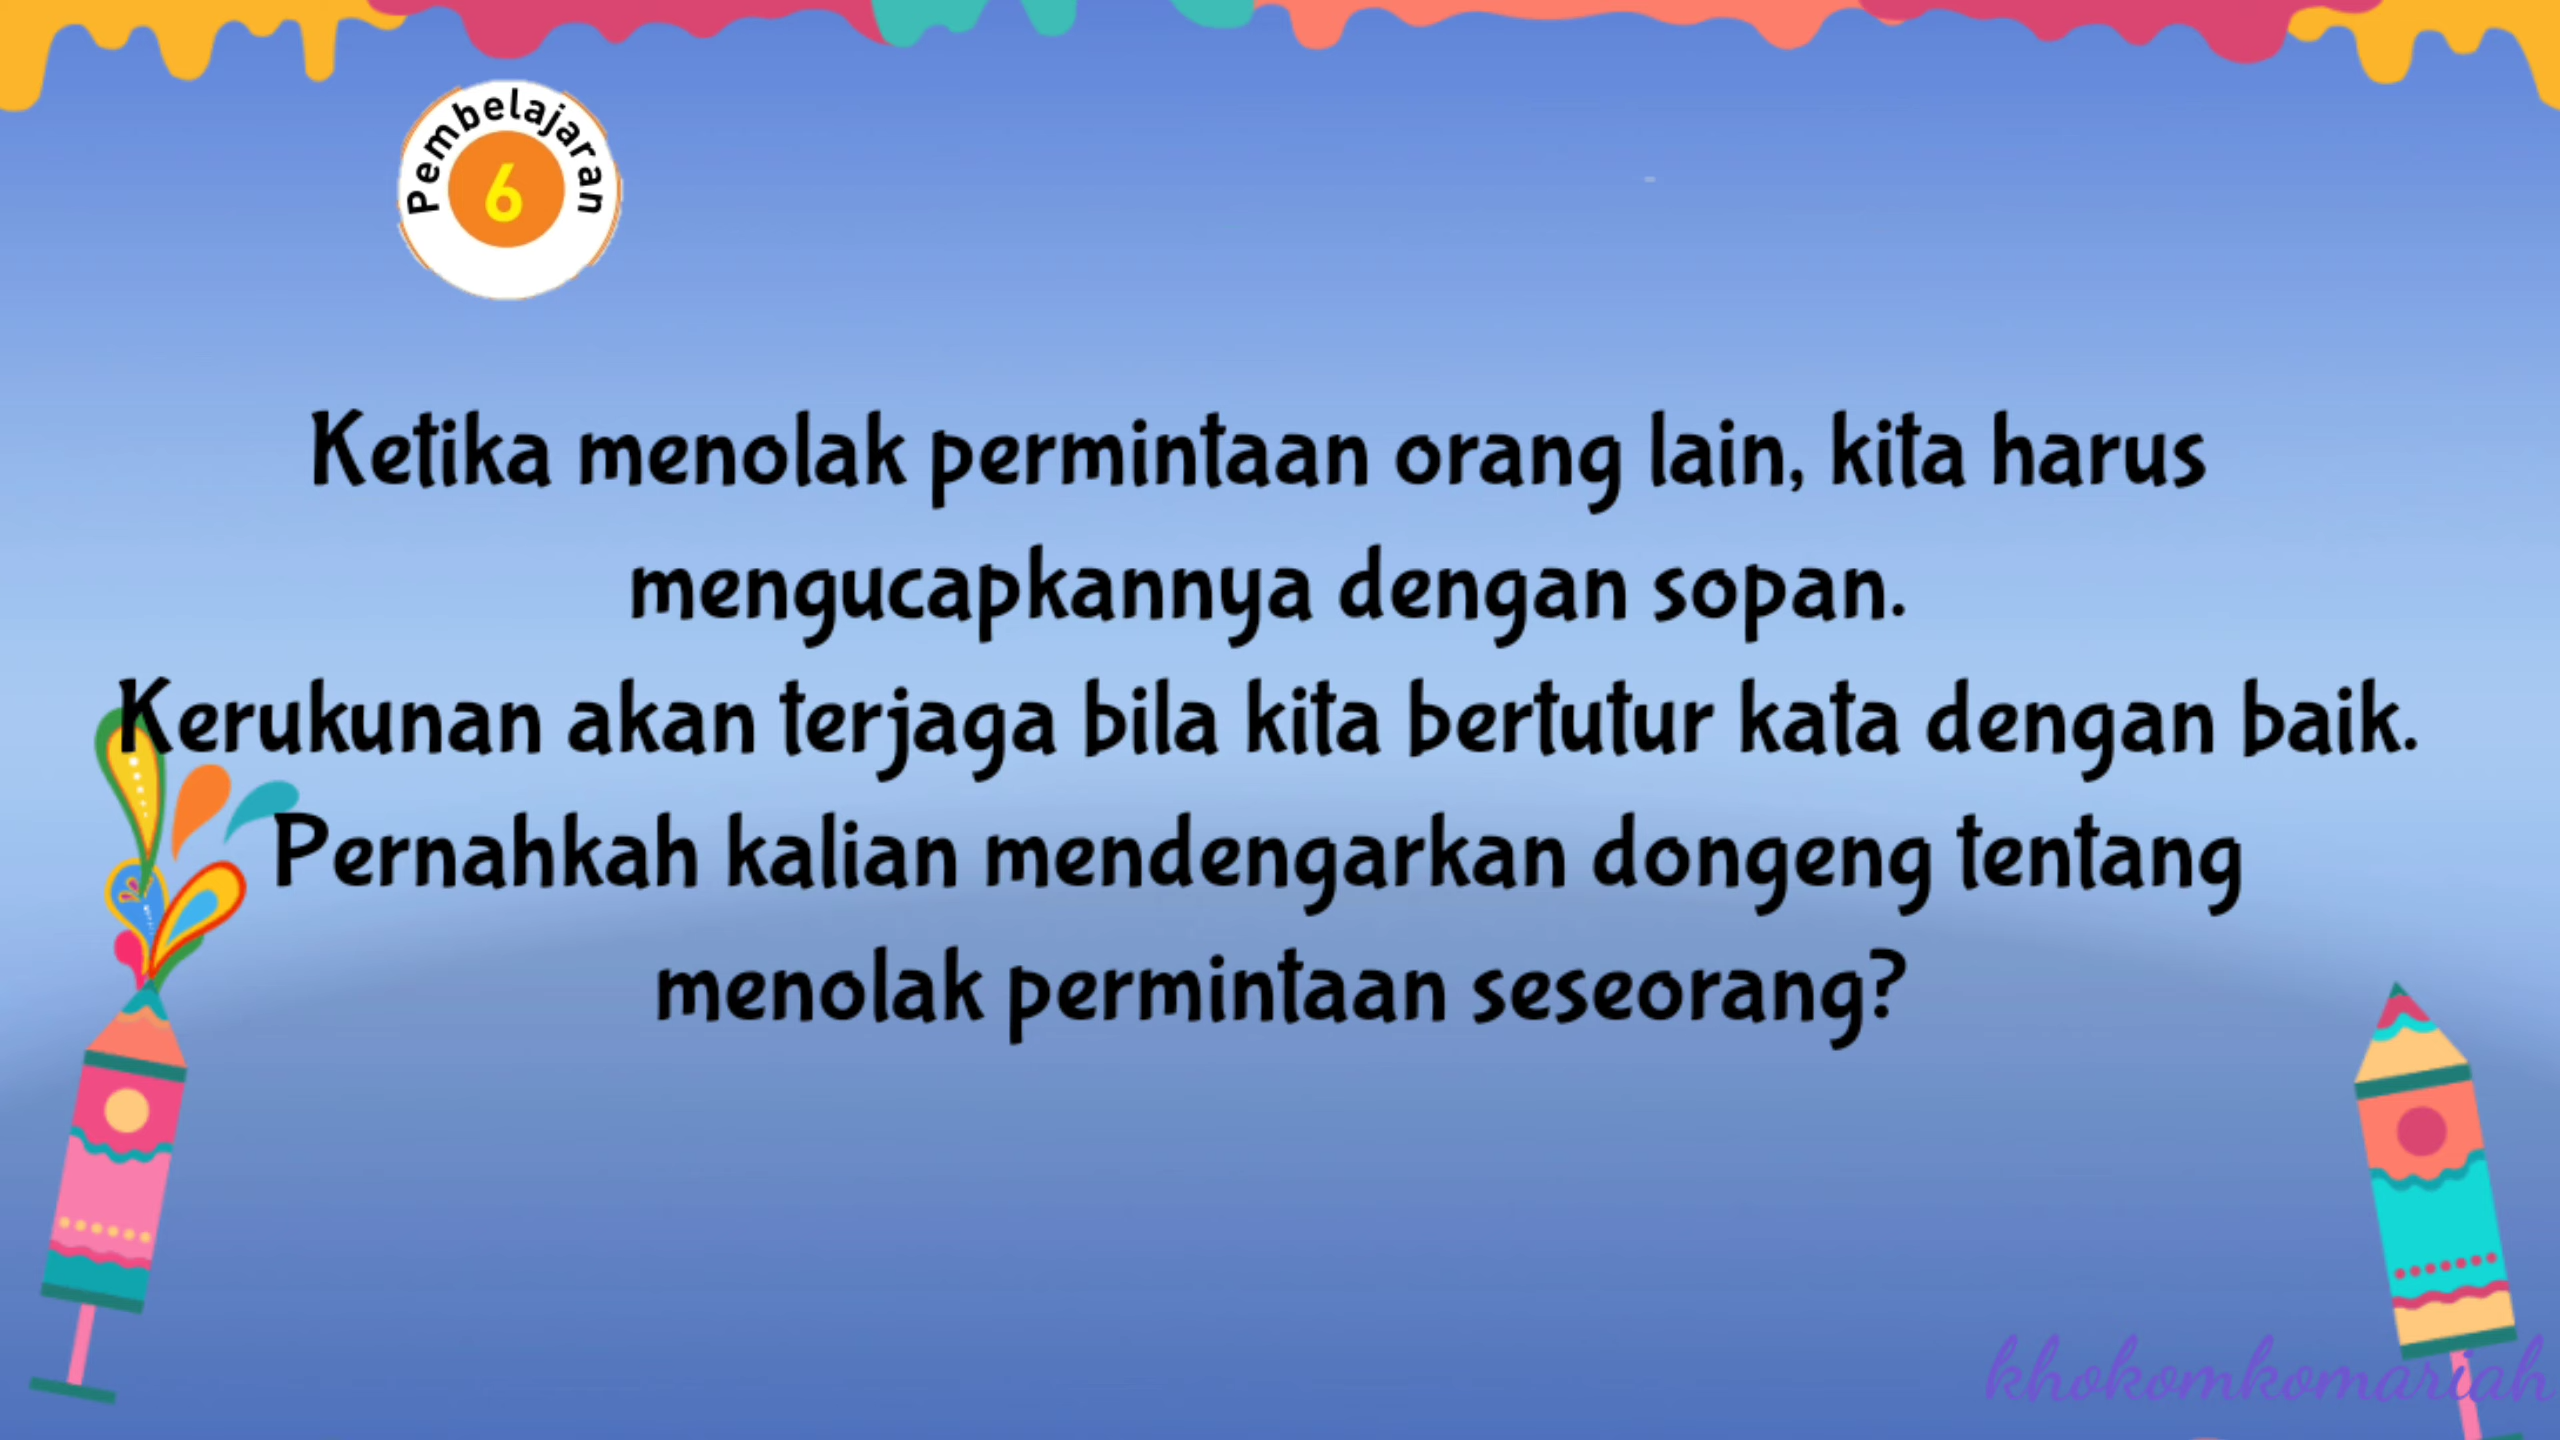 Pembelajaran
6
Ketika menolak permintaan orang lain, kita harus
mengucapkannya dengan sopan.
Kerukunan akan terjaga bila kita bertutur kata dengan baik.
Pernahkah kalian mendengarkan dongeng tentang
menolak permintaan seseorang?
khokomkomariah